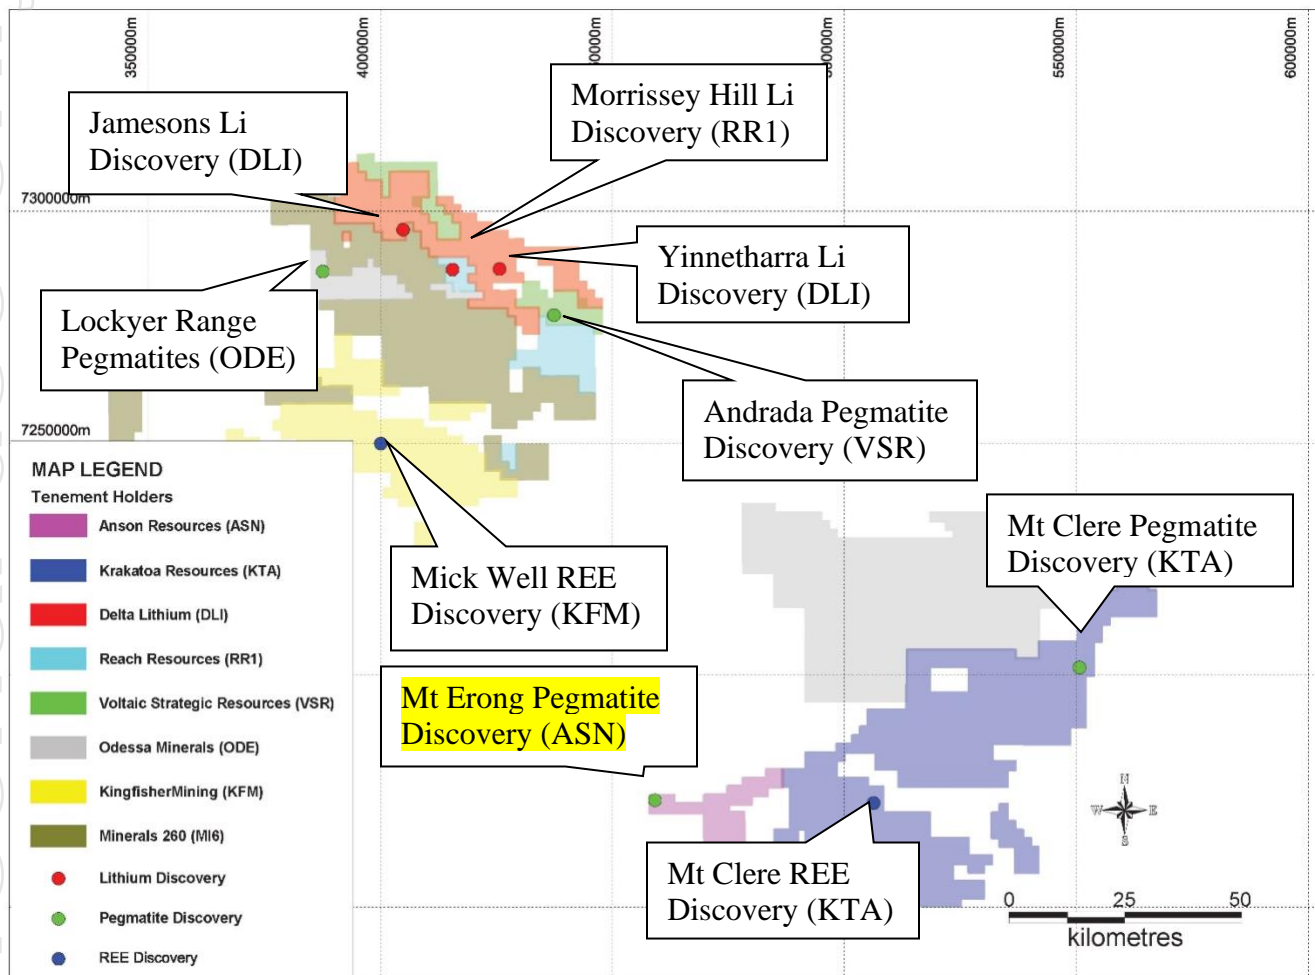 350000m
400000m
550000m
600000m
Jamesons Li
Discovery (DLI)
Morrissey Hill Li
Discovery (RR1)
7300000m
Yinnetharra Li
Discovery (DLI)
Lockyer Range
Pegmatites (ODE)
Andrada Pegmatite
Discovery (VSR)
7250000m
MAP LEGEND
Tenement Holders
Anson Resources (ASN)
Krakatoa Resources (KTA)
Delta Lithium (DLI)
Reach Resources (RR1)
Voltaic Strategic Resources (VSR)
Odessa Minerals (ODE)
KingfisherMining (KFM)
Minerals 260 (MI6)
Lithium Discovery
Pegmatite Discovery
REE Discovery
Mick Well REE
Discovery (KFM)
Mt Clere Pegmatite
Discovery (KTA)
Mt Erong Pegmatite
Discovery (ASN)
Mt Clere REE
Discovery (KTA)
N
W E
S
0 25 50
kilometres